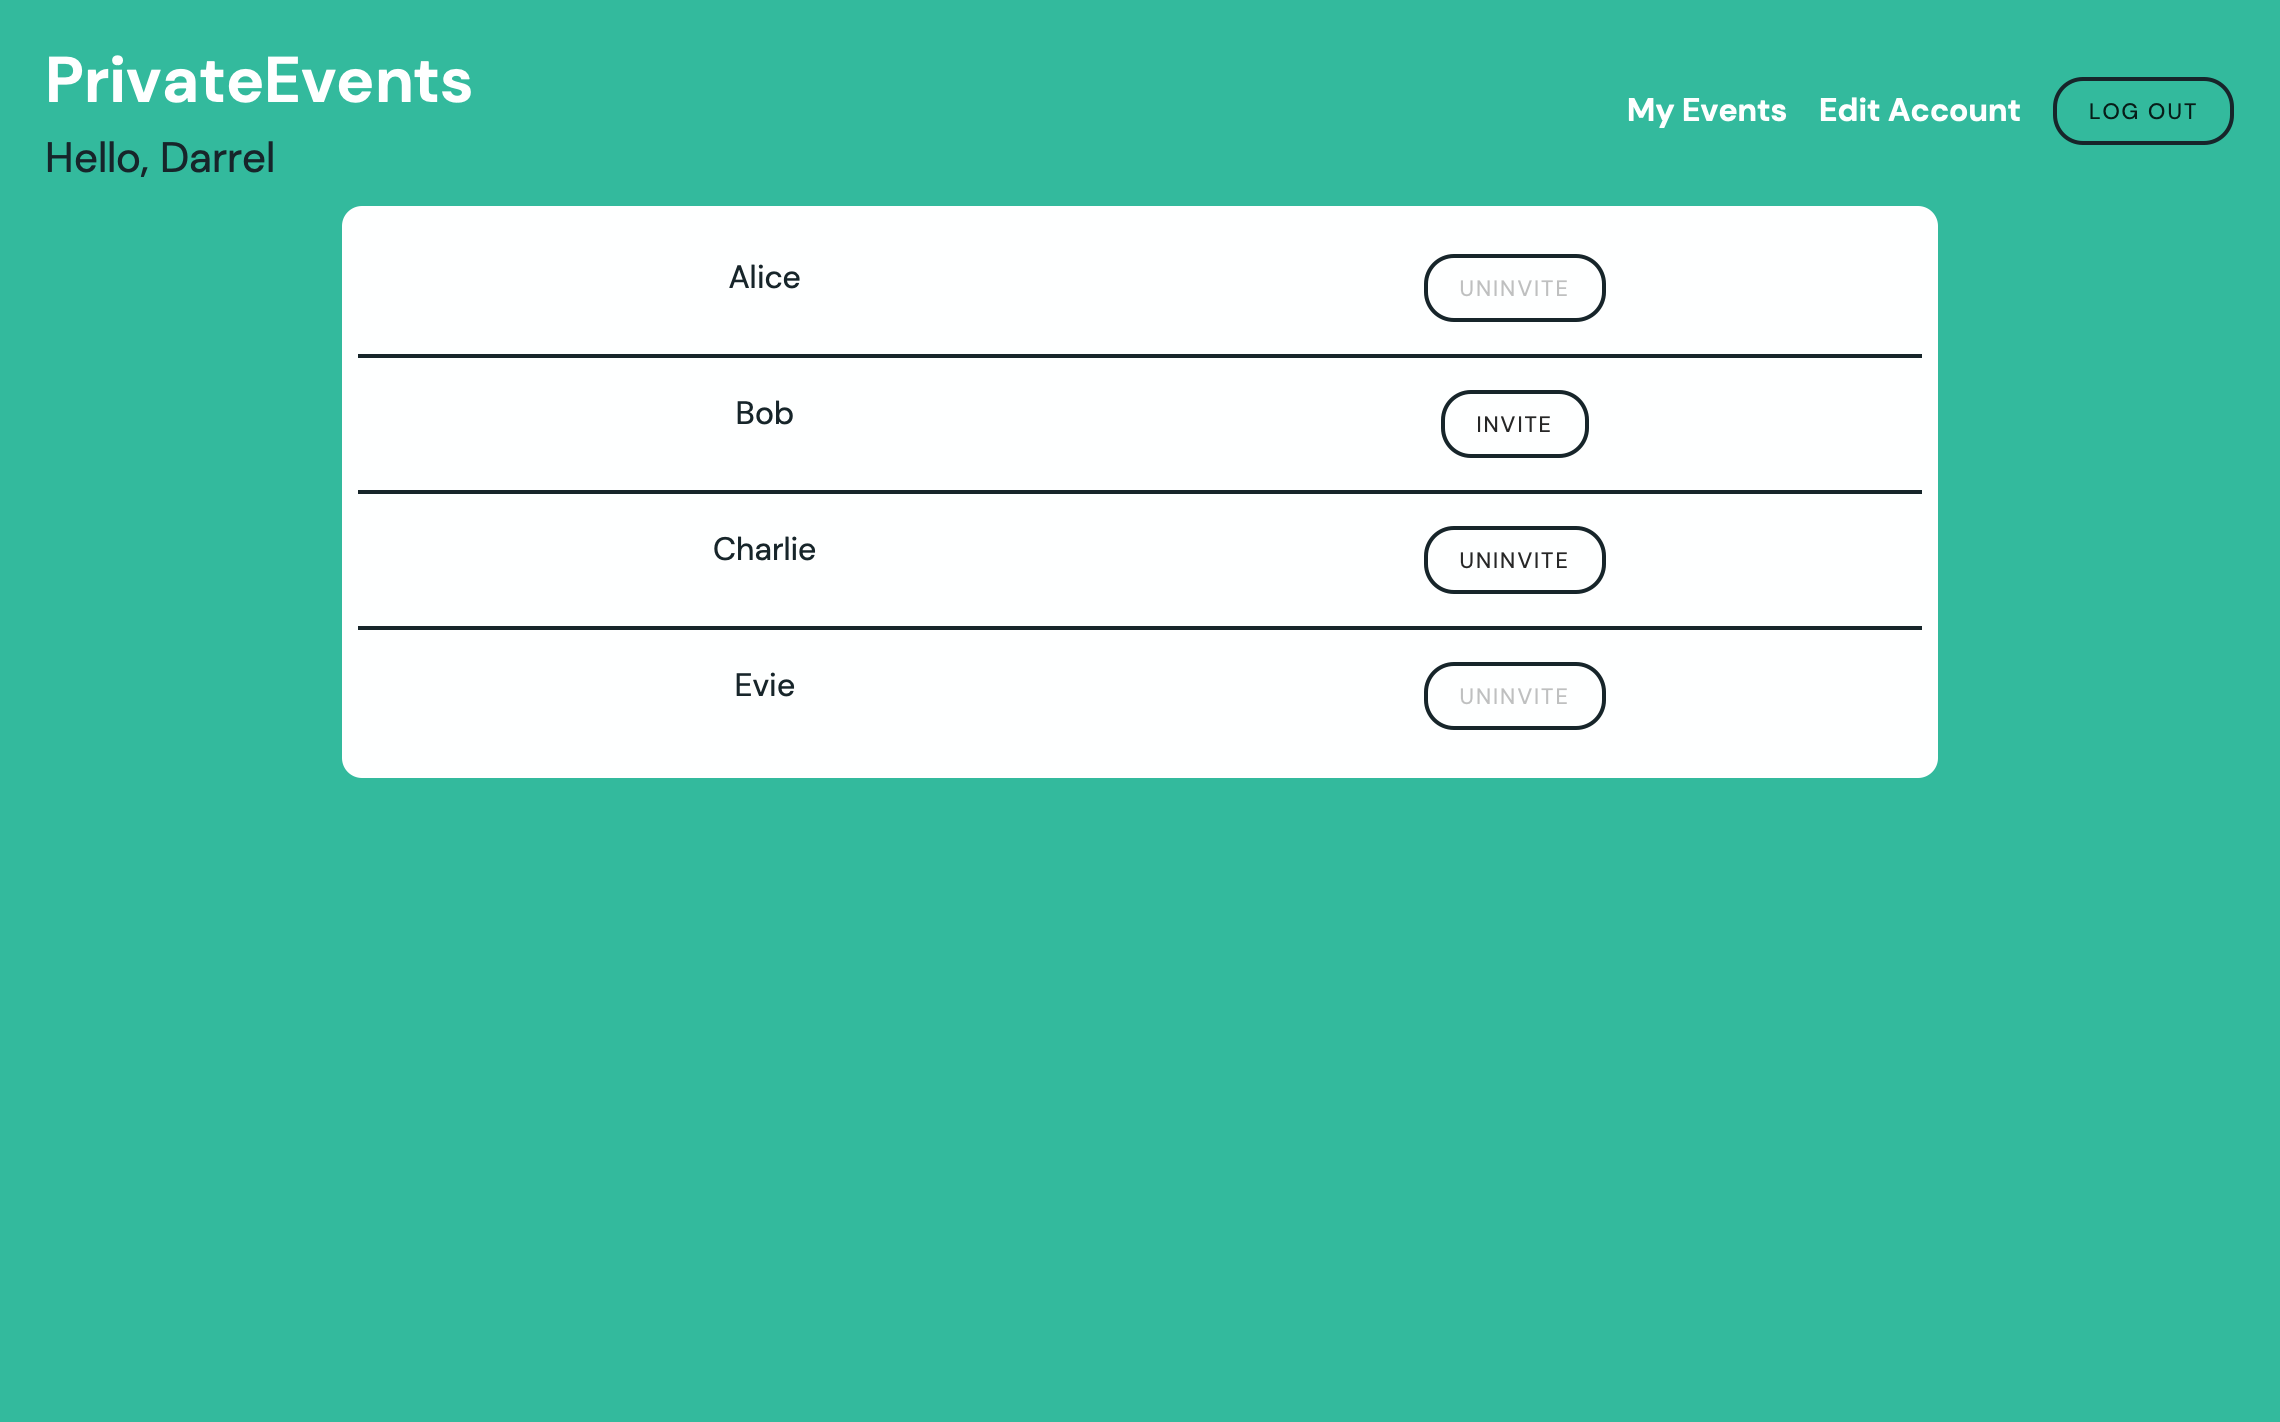 PrivateEvents
Hello, Darrel
My Events Edit Account LOG OUT
Alice UNINVITE
Bob INVITE
Charlie UNINVITE
Evie UNINVITE